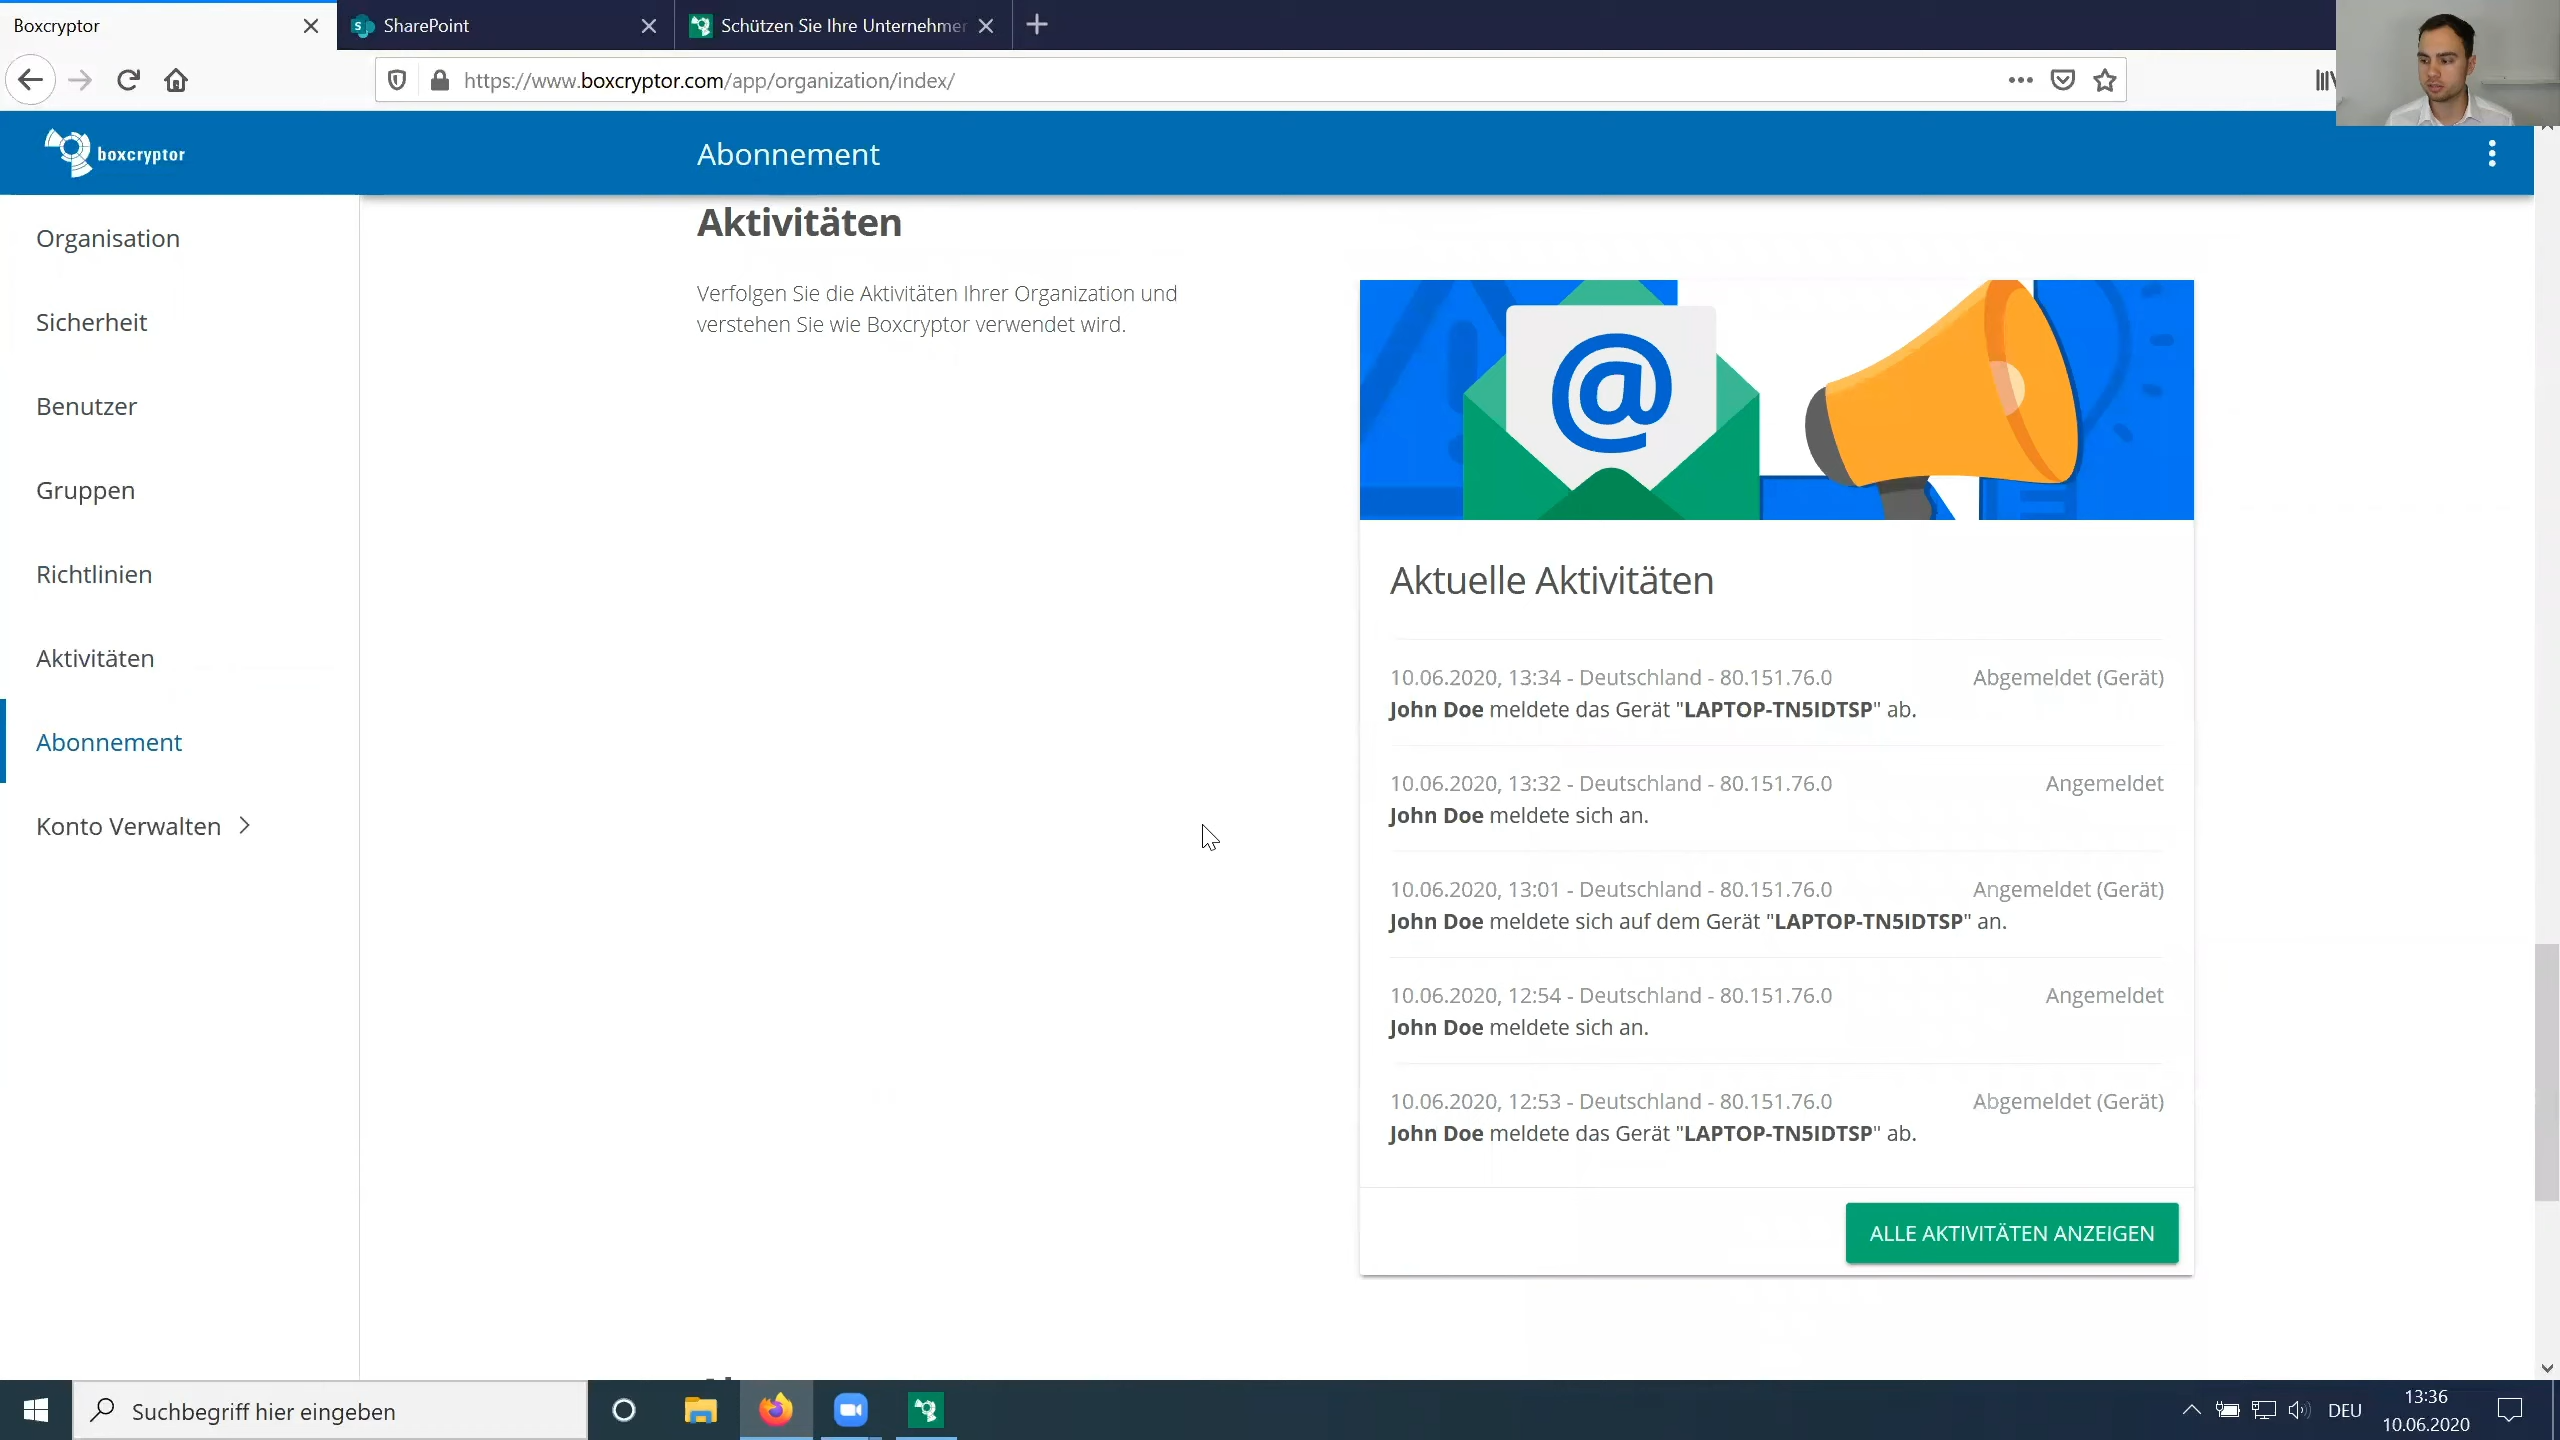 Boxcryptor
SharePoint
Schützen Sie Ihre Unternehmen
https://www.boxcryptor.com/app/organization/index/
boxcryptor
Abonnement
Organisation
Sicherheit
Benutzer
Gruppen
Richtlinien
Aktivitäten
Abonnement
Konto Verwalten
Aktivitäten
Verfolgen Sie die Aktivitäten Ihrer Organization und
verstehen Sie wie Boxcryptor verwendet wird.
@
Aktuelle Aktivitäten
10.06.2020, 13:34 - Deutschland - 80.151.76.0 Abgemeldet (Gerät)
John Doe meldete das Gerät "LAPTOP-TN5IDTSP" ab.
10.06.2020, 13:32 - Deutschland - 80.151.76.0 Angemeldet
John Doe meldete sich an.
10.06.2020, 13:01 - Deutschland - 80.151.76.0 Angemeldet (Gerät)
John Doe meldete sich auf dem Gerät "LAPTOP-TN5IDTSP" an.
10.06.2020, 12:54 - Deutschland - 80.151.76.0 Angemeldet
John Doe meldete sich an.
10.06.2020, 12:53 - Deutschland - 80.151.76.0 Abgemeldet (Gerät)
John Doe meldete das Gerät "LAPTOP-TN5IDTSP" ab.
ALLE AKTIVITÄTEN ANZEIGEN
Suchbegriff hier eingeben
DEU
13:36
10.06.2020